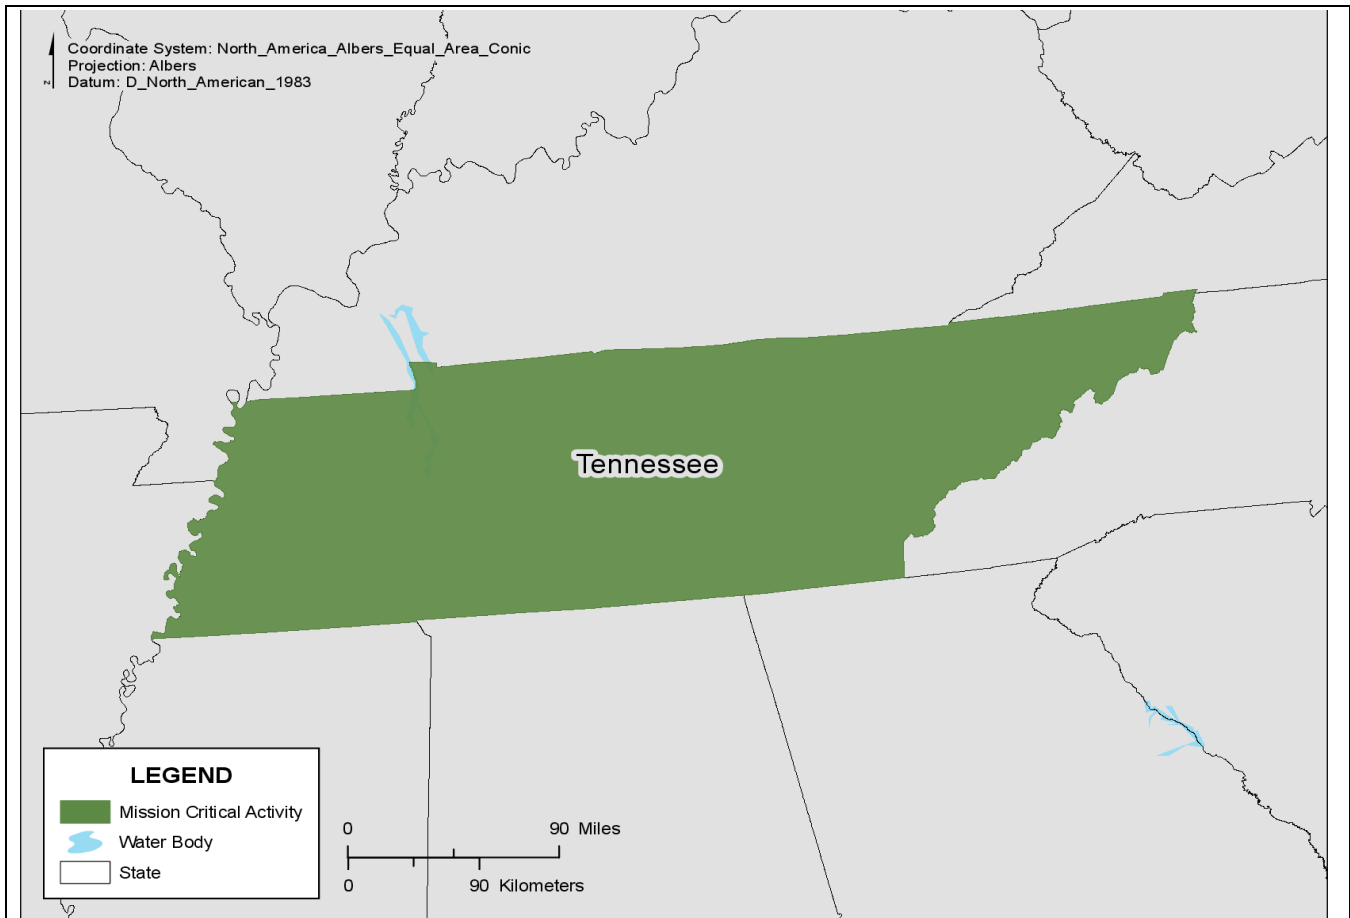 Coordinate System: North_America_Albers_Equal_Area_Conic
Projection: Albers
Datum: D_North_American_1983
z
Tennessee
LEGEND
Mission Critical Activity
Water Body
State
0 90 Miles
0 90 Kilometers